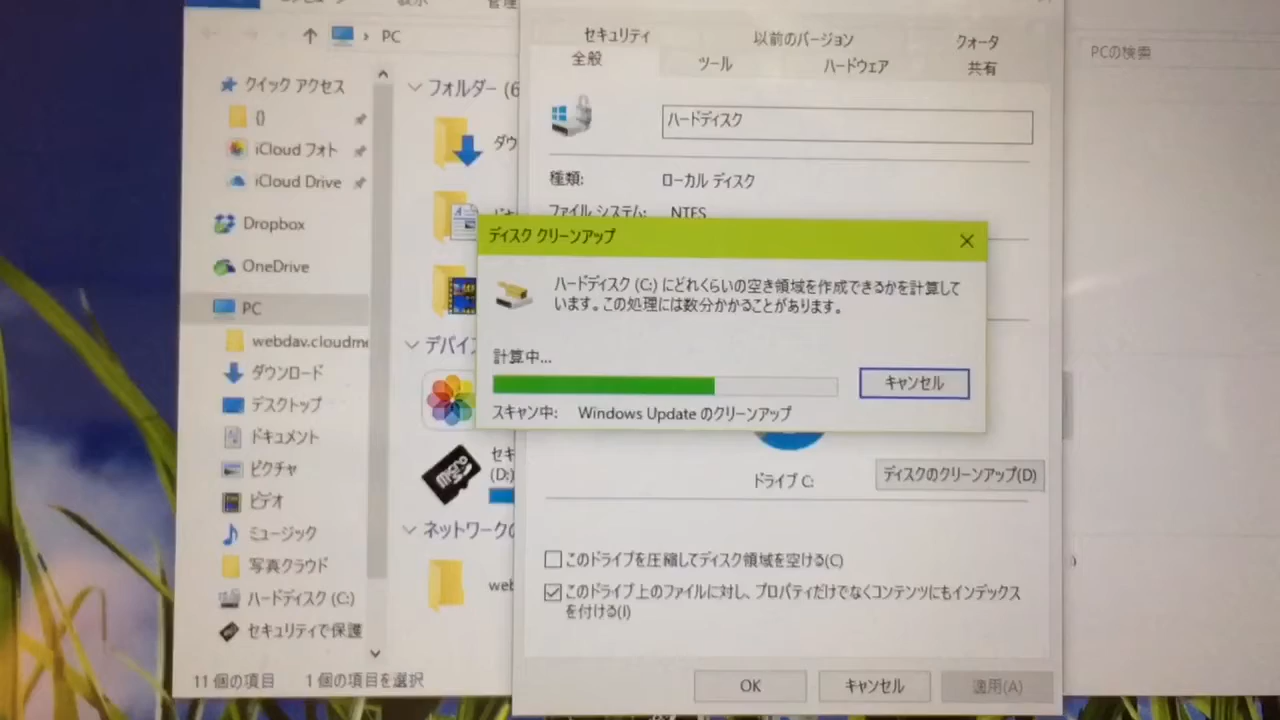 PC
クイック アクセス
{}
iCloud フォト
iCloud Drive
Dropbox
OneDrive
PC
webdav.cloudme
ダウンロード
デスクトップ
ドキュメント
ピクチャ
ビデオ
ミュージック
写真クラウド
ハードディスク (C:)
セキュリティで保護
11 個の項目 1 個の項目を選択
フォルダー (6
ダウ
デバイ
micro
セキ
(D:)
ネットワークの
web
セキュリティ 以前のバージョン クォータ
全般 ツール ハードウェア 共有
ハードディスク
種類: ローカル ディスク
ファイル システム: NTFS
ディスク クリーンアップ
ハードディスク (C:) にどれくらいの空き領域を作成できるかを計算して
います。この処理には数分かかることがあります。
計算中...
キャンセル
スキャン中: Windows Update のクリーンアップ
ドライブ C: ディスクのクリーンアップ(D)
このドライブを圧縮してディスク領域を空ける(C)
このドライブ上のファイルに対し、プロパティだけでなくコンテンツにもインデックス
を付ける(I)
OK キャンセル 適用(A)
PCの検索